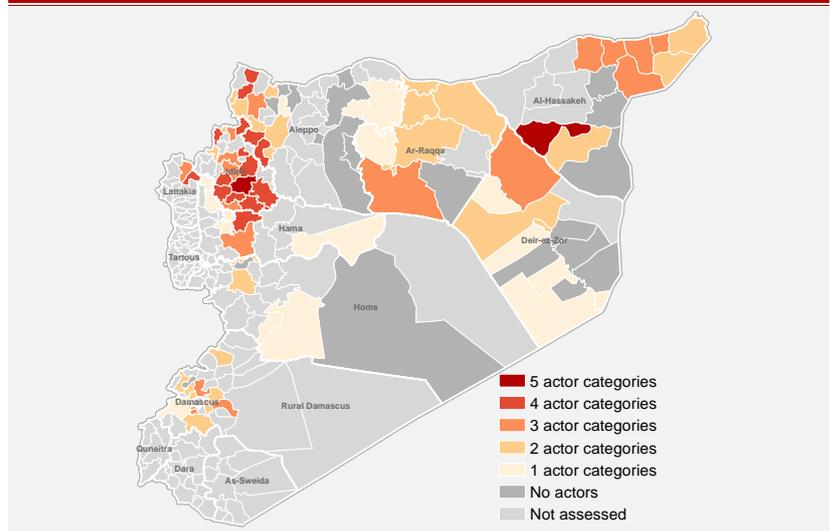 Al-Hassakeh
Aleppo
Ar-Raqqa
Idleb
Lattakia
Hama
Deir-ez-Zor
Tartous
Homs
5 actor categories
4 actor categories
Damascus
Rural Damascus
3 actor categories
2 actor categories
Quneitra
Dara
1 actor categories
As-Sweida
No actors
Not assessed